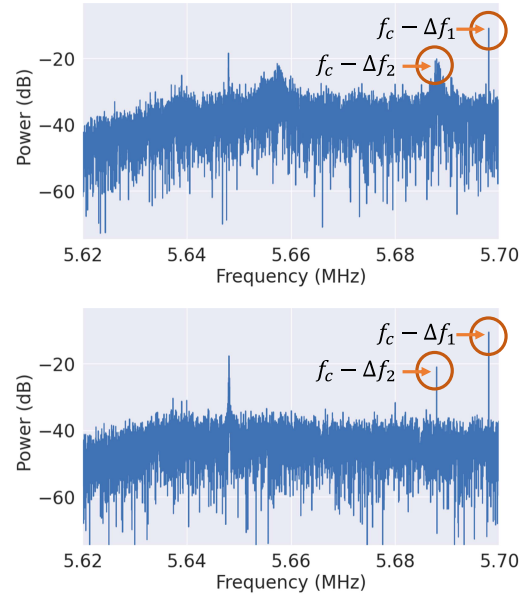 f_c − Δf_1
−20
f_c − Δf_2
−40
−60
Power (dB)
5.62 5.64 5.66 5.68 5.70
Frequency (MHz)
f_c − Δf_1
−20
f_c − Δf_2
−40
−60
Power (dB)
5.62 5.64 5.66 5.68 5.70
Frequency (MHz)